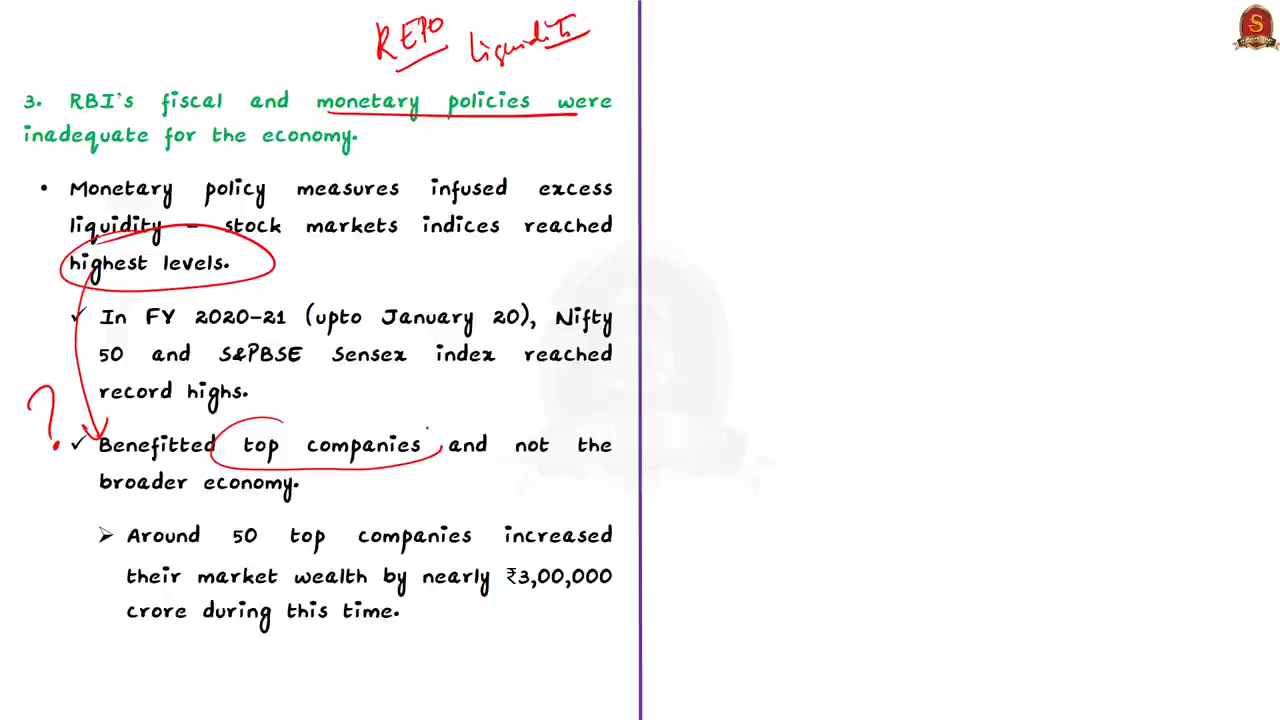 REPO liquidity
3. RBI's fiscal and monetary policies were
inadequate for the economy.
• Monetary policy measures infused excess
liquidity – stock markets indices reached
highest levels.
✓ In FY 2020-21 (upto January 20), Nifty
50 and S&PBSE Sensex index reached
record highs.
?
✓ Benefitted top companies and not the
broader economy.
➢ Around 50 top companies increased
their market wealth by nearly ₹3,00,000
crore during this time.
S